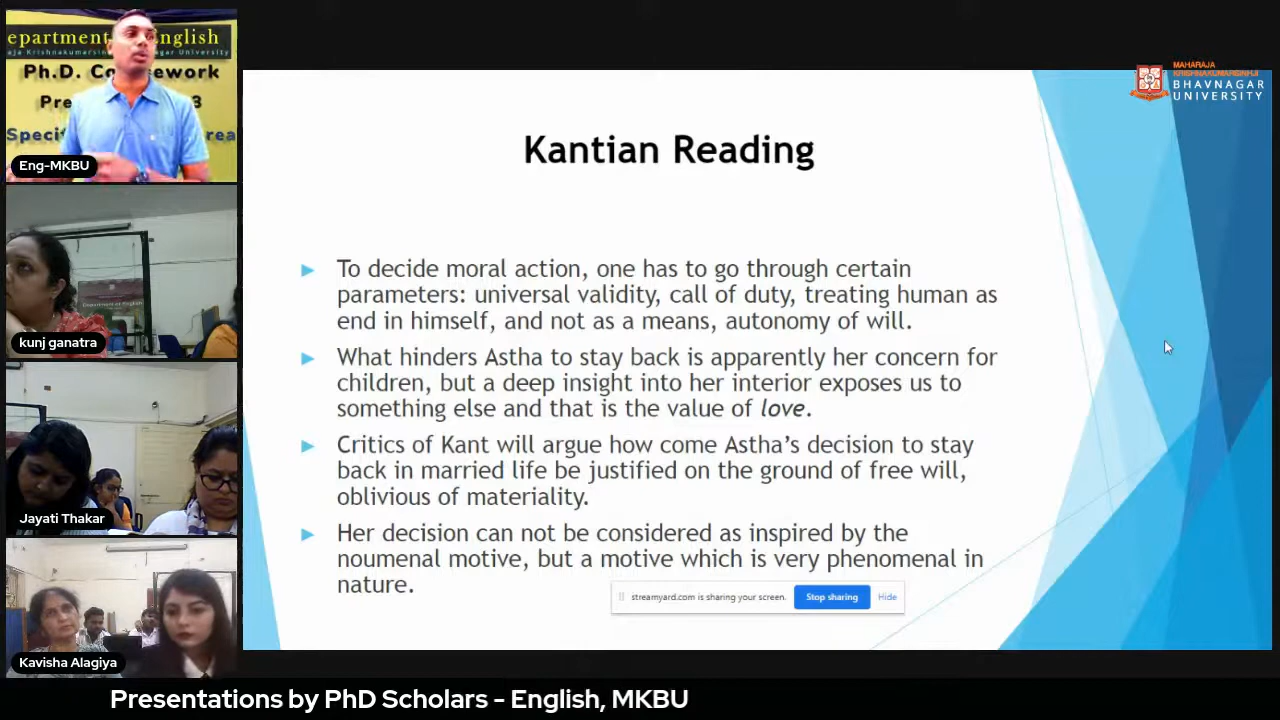 epartment
English
aja Krishnakumarsin
agar University
Ph.D. Co
work
Pre
3
Speci
rea
Eng-MKBU
kunj ganatra
Jayati Thakar
Kavisha Alagiya
MAHARAJA
KRISHNAKUMARSINHJI
BHAVNAGAR
UNIVERSITY
Kantian Reading
To decide moral action, one has to go through certain
parameters: universal validity, call of duty, treating human as
end in himself, and not as a means, autonomy of will.
What hinders Astha to stay back is apparently her concern for
children, but a deep insight into her interior exposes us to
something else and that is the value of love.
Critics of Kant will argue how come Astha's decision to stay
back in married life be justified on the ground of free will,
oblivious of materiality.
Her decision can not be considered as inspired by the
noumenal motive, but a motive which is very phenomenal in
nature.
streamyard.com is sharing your screen. Stop sharing Hide
Presentations by PhD Scholars - English, MKBU